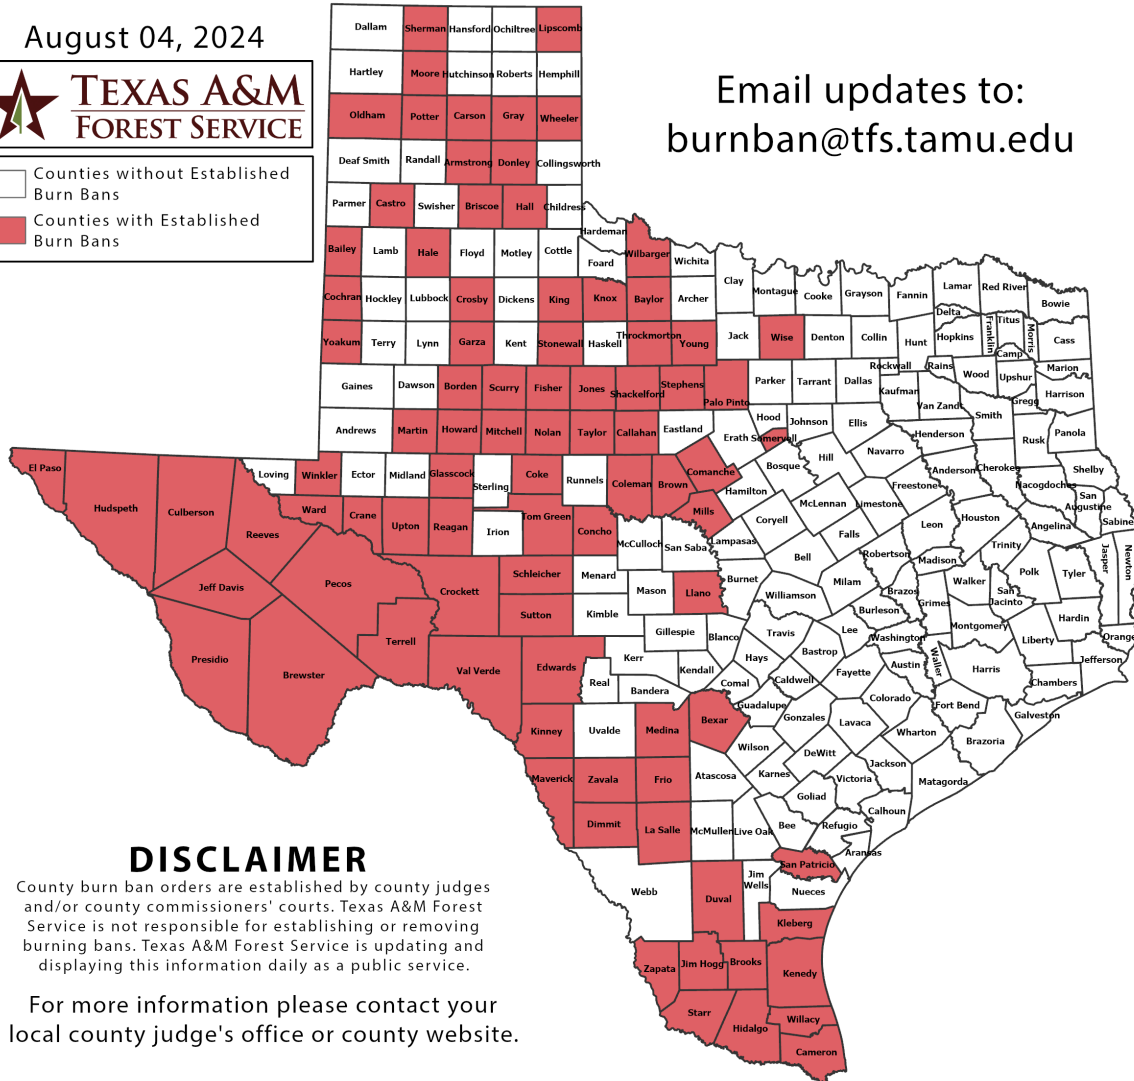 August 04, 2024
TEXAS A&M
FOREST SERVICE
Counties without Established
Burn Bans
Counties with Established
Burn Bans
Email updates to:
burnban@tfs.tamu.edu
Dallam
Sherman
Hansford
Ochiltree
Lipscomb
Hartley
Moore
Hutchinson
Roberts
Hemphill
Oldham
Potter
Carson
Gray
Wheeler
Deaf Smith
Randall
Armstrong
Donley
Collingsworth
Parmer
Castro
Swisher
Briscoe
Hall
Childress
Hardeman
Bailey
Lamb
Hale
Floyd
Motley
Cottle
Foard
Wilbarger
Wichita
Clay
Montague
Cooke
Grayson
Fannin
Lamar
Red River
Bowie
Cochran
Hockley
Lubbock
Crosby
Dickens
King
Knox
Baylor
Archer
Delta
Titus
Franklin
Morris
Cass
Yoakum
Terry
Lynn
Garza
Kent
Stonewall
Haskell
Throckmorton
Young
Jack
Wise
Denton
Collin
Hunt
Hopkins
Camp
Marion
Gaines
Dawson
Borden
Scurry
Fisher
Jones
Shackelford
Stephens
Palo Pinto
Parker
Tarrant
Dallas
Rockwall
Kaufman
Rains
Wood
Upshur
Harrison
Van Zandt
Gregg
Smith
Andrews
Martin
Howard
Mitchell
Nolan
Taylor
Callahan
Eastland
Erath
Hood
Somervell
Johnson
Ellis
Henderson
Rusk
Panola
El Paso
Hudspeth
Culberson
Loving
Winkler
Ector
Midland
Glasscock
Sterling
Coke
Runnels
Coleman
Brown
Comanche
Hamilton
Bosque
Hill
Navarro
Freestone
Anderson
Cherokee
Nacogdoches
Shelby
San
Augustine
Sabine
Reeves
Ward
Crane
Upton
Reagan
Irion
Tom Green
Concho
McCulloch
San Saba
Mills
Lampasas
Coryell
McLennan
Limestone
Falls
Leon
Houston
Angelina
Trinity
Jeff Davis
Pecos
Crockett
Schleicher
Menard
Mason
Llano
Burnet
Bell
Milam
Robertson
Madison
Walker
Polk
Tyler
Jasper
Newton
San
Jacinto
Sutton
Kimble
Williamson
Brazos
Burleson
Grimes
Montgomery
Liberty
Hardin
Orange
Presidio
Brewster
Terrell
Val Verde
Edwards
Gillespie
Blanco
Travis
Lee
Washington
Waller
Harris
Jefferson
Chambers
Kerr
Kendall
Hays
Bastrop
Austin
Real
Bandera
Comal
Caldwell
Fayette
Colorado
Fort Bend
Galveston
Kinney
Uvalde
Medina
Bexar
Guadalupe
Gonzales
Lavaca
Wharton
Brazoria
Maverick
Zavala
Frio
Atascosa
Wilson
Karnes
DeWitt
Jackson
Matagorda
Victoria
Goliad
Calhoun
Dimmit
La Salle
McMullen
Live Oak
Bee
Refugio
Aransas
San Patricio
Webb
Duval
Jim
Wells
Nueces
Kleberg
Zapata
Jim Hogg
Brooks
Kenedy
Starr
Hidalgo
Willacy
Cameron
DISCLAIMER
County burn ban orders are established by county judges
and/or county commissioners' courts. Texas A&M Forest
Service is not responsible for establishing or removing
burning bans. Texas A&M Forest Service is updating and
displaying this information daily as a public service.
For more information please contact your
local county judge's office or county website.